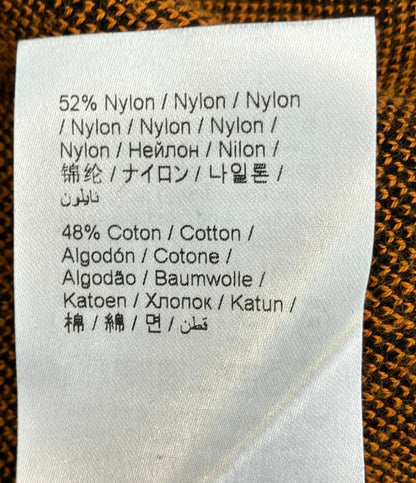 52% Nylon / Nylon / Nylon
/ Nylon / Nylon / Nylon /
Nylon / Нейлон / Nilon /
锦纶 / ナイロン / 나일론 /
نايلون
48% Coton / Cotton /
Algodón / Cotone /
Algodão / Baumwolle /
Katoen / Хлопок / Katun /
棉 / 綿 / 면 / قطن